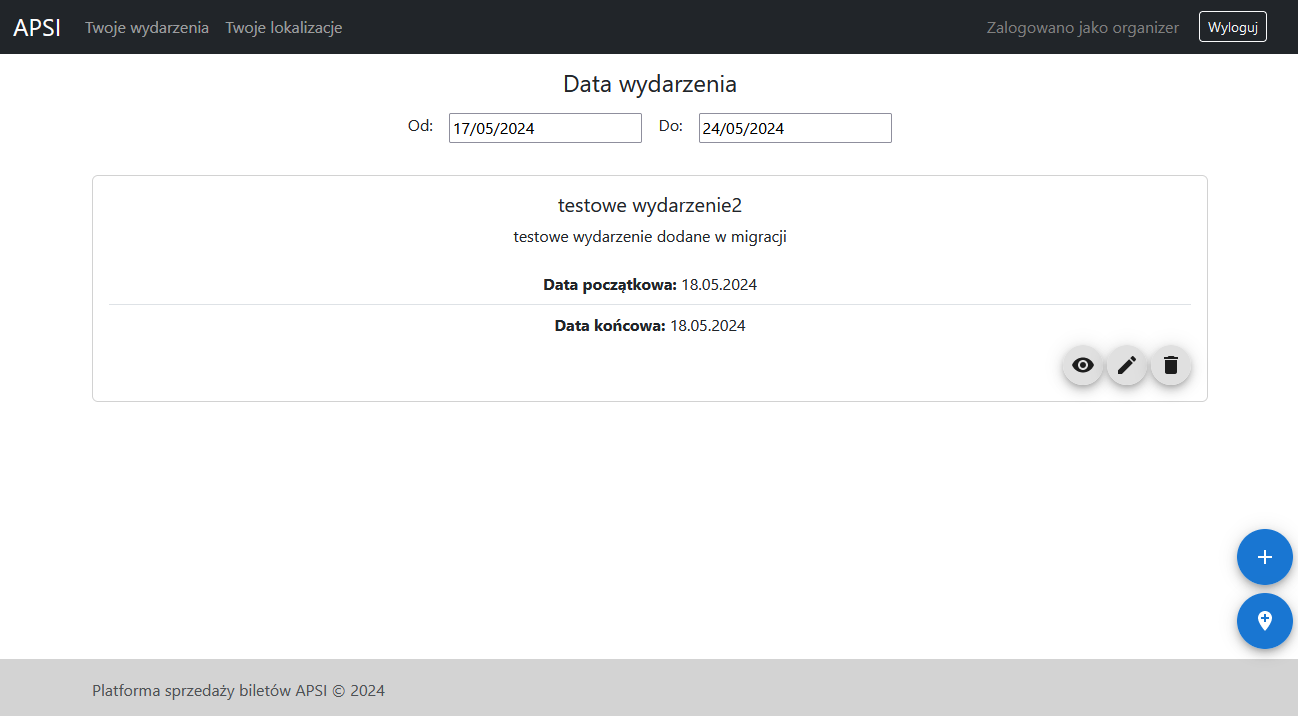 APSI Twoje wydarzenia Twoje lokalizacje Zalogowano jako organizer Wyloguj
Data wydarzenia
Od: 17/05/2024 Do: 24/05/2024
testowe wydarzenie2
testowe wydarzenie dodane w migracji
Data początkowa: 18.05.2024
Data końcowa: 18.05.2024
Platforma sprzedaży biletów APSI © 2024